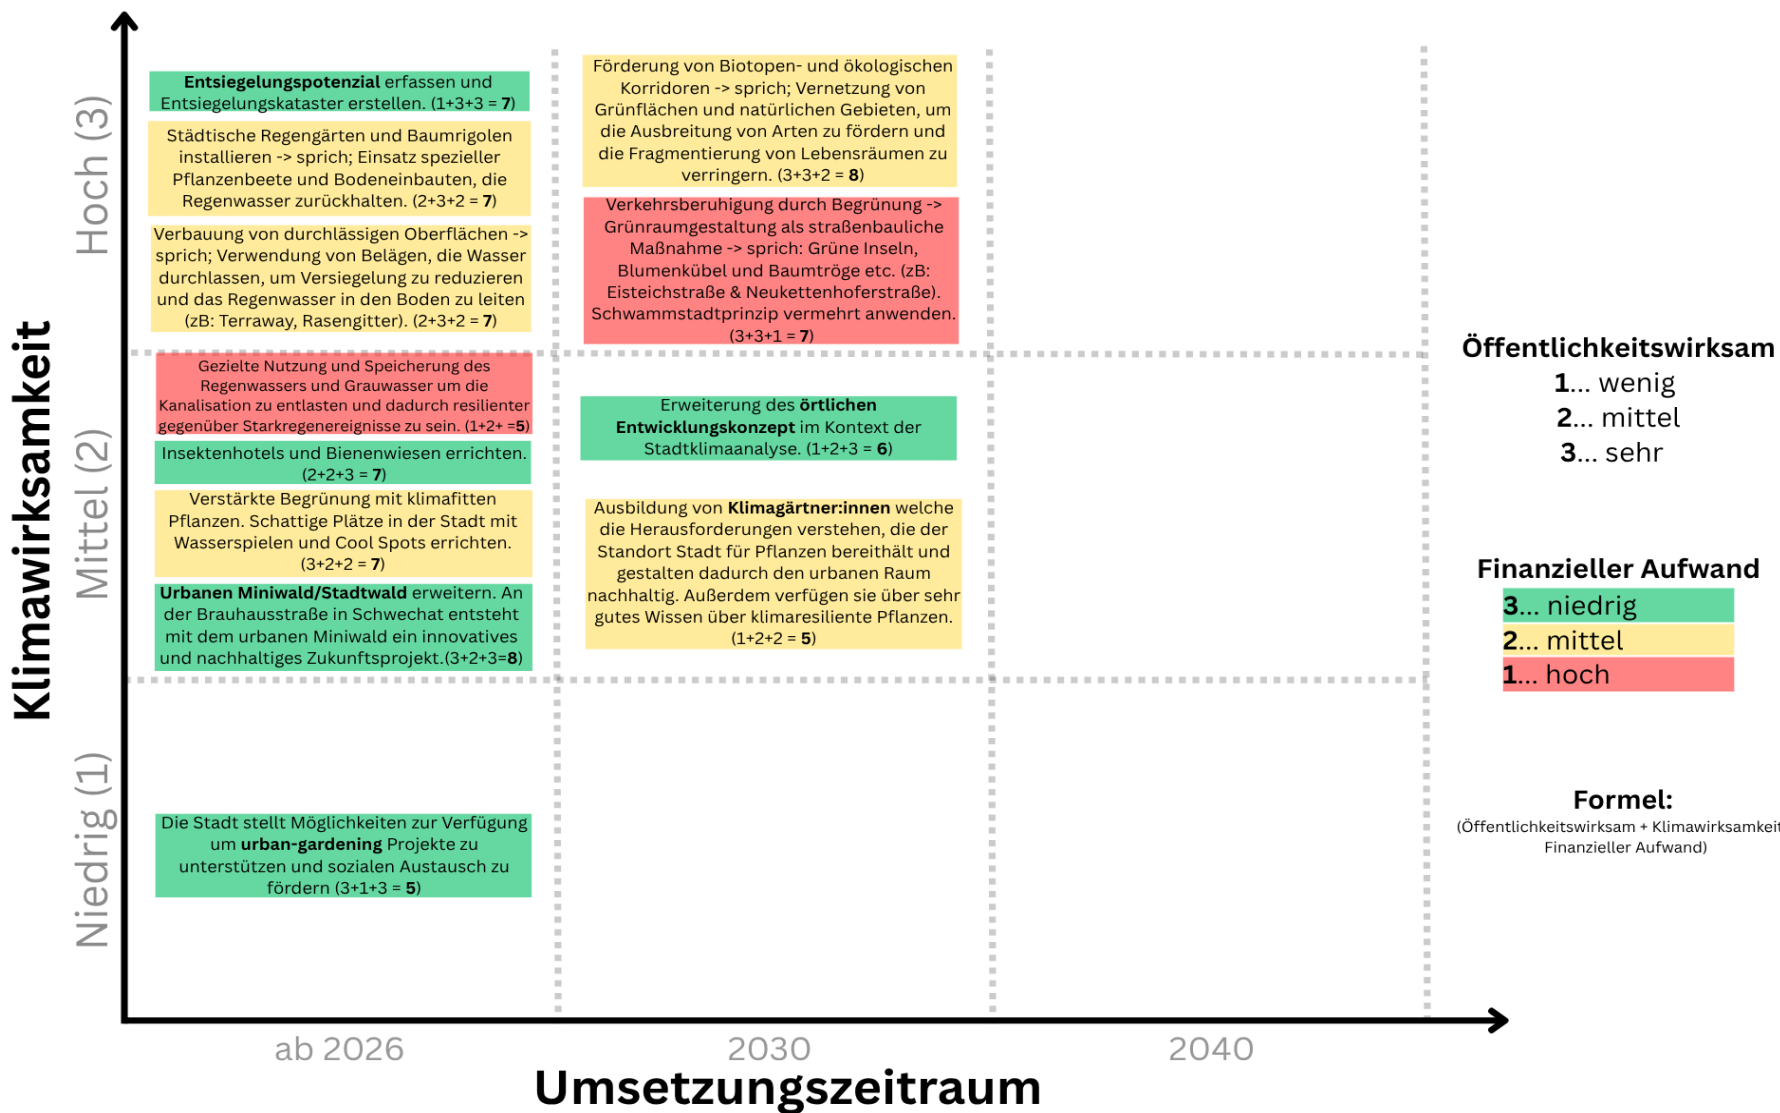 Klimawirksamkeit
Hoch (3)
Entsiegelungspotenzial erfassen und
Entsiegelungskataster erstellen. (1+3+3 = 7)
Städtische Regengärten und Baumrigolen
installieren -> sprich; Einsatz spezieller
Pflanzenbeete und Bodeneinbauten, die
Regenwasser zurückhalten. (2+3+2 = 7)
Verbauung von durchlässigen Oberflächen ->
sprich; Verwendung von Belägen, die Wasser
durchlassen, um Versiegelung zu reduzieren
und das Regenwasser in den Boden zu leiten
(zB: Terraway, Rasengitter). (2+3+2 = 7)
Förderung von Biotopen- und ökologischen
Korridoren -> sprich; Vernetzung von
Grünflächen und natürlichen Gebieten, um
die Ausbreitung von Arten zu fördern und
die Fragmentierung von Lebensräumen zu
verringern. (3+3+2 = 8)
Verkehrsberuhigung durch Begrünung ->
Grünraumgestaltung als straßenbauliche
Maßnahme -> sprich: Grüne Inseln,
Blumenkübel und Baumtröge etc. (zB:
Eisteichstraße & Neukettenhoferstraße).
Schwammstadtprinzip vermehrt anwenden.
(3+3+1 = 7)
Mittel (2)
Gezielte Nutzung und Speicherung des
Regenwassers und Grauwasser um die
Kanalisation zu entlasten und dadurch resilienter
gegenüber Starkregenereignisse zu sein. (1+2+ =5)
Insektenhotels und Bienenwiesen errichten.
(2+2+3 = 7)
Verstärkte Begrünung mit klimafitten
Pflanzen. Schattige Plätze in der Stadt mit
Wasserspielen und Cool Spots errichten.
(3+2+2 = 7)
Urbanen Miniwald/Stadtwald erweitern. An
der Brauhausstraße in Schwechat entsteht
mit dem urbanen Miniwald ein innovatives
und nachhaltiges Zukunftsprojekt.(3+2+3=8)
Erweiterung des örtlichen
Entwicklungskonzept im Kontext der
Stadtklimaanalyse. (1+2+3 = 6)
Ausbildung von Klimagärtner:innen welche
die Herausforderungen verstehen, die der
Standort Stadt für Pflanzen bereithält und
gestalten dadurch den urbanen Raum
nachhaltig. Außerdem verfügen sie über sehr
gutes Wissen über klimaresiliente Pflanzen.
(1+2+2 = 5)
Niedrig (1)
Die Stadt stellt Möglichkeiten zur Verfügung
um urban-gardening Projekte zu
unterstützen und sozialen Austausch zu
fördern (3+1+3 = 5)
ab 2026
2030
2040
Umsetzungszeitraum
Öffentlichkeitswirksam
1... wenig
2... mittel
3... sehr
Finanzieller Aufwand
3... niedrig
2... mittel
1... hoch
Formel:
(Öffentlichkeitswirksam + Klimawirksamkeit
Finanzieller Aufwand)